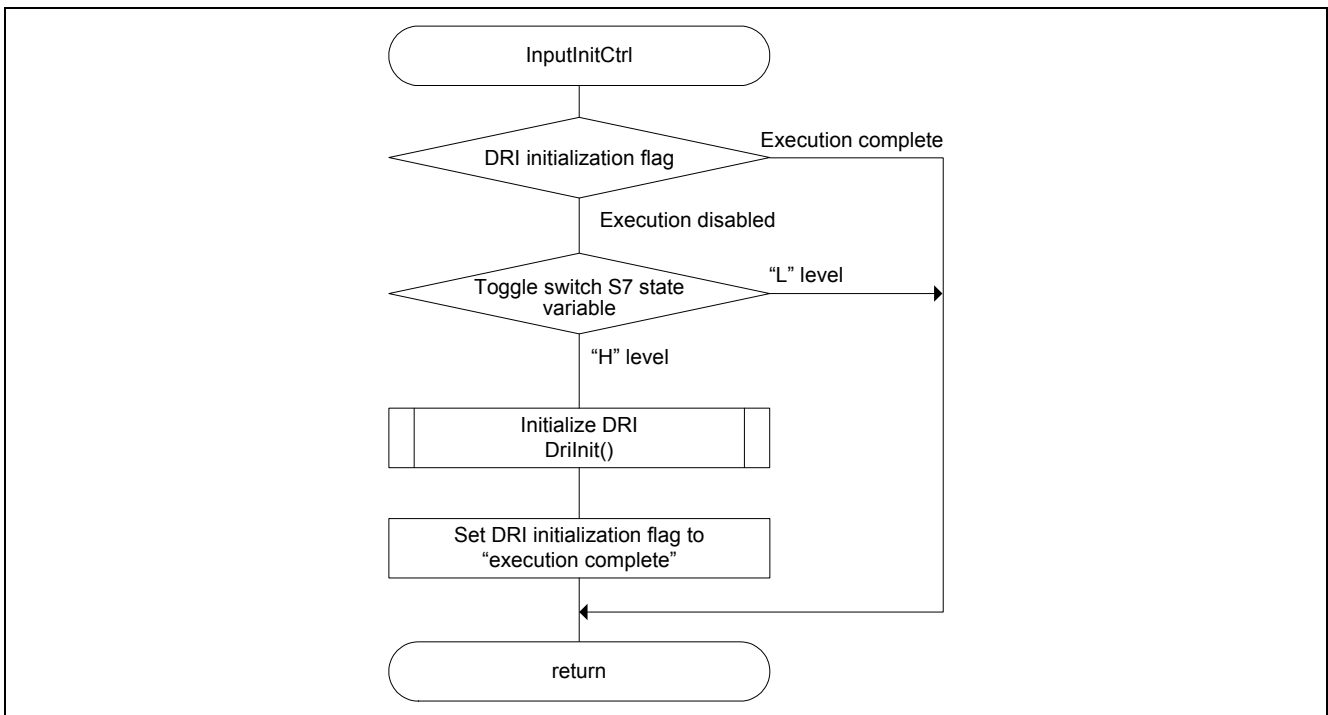 InputInitCtrl
Execution complete
DRI initialization flag
Execution disabled
“L” level
Toggle switch S7 state
variable
“H” level
Initialize DRI
DriInit()
Set DRI initialization flag to
“execution complete”
return